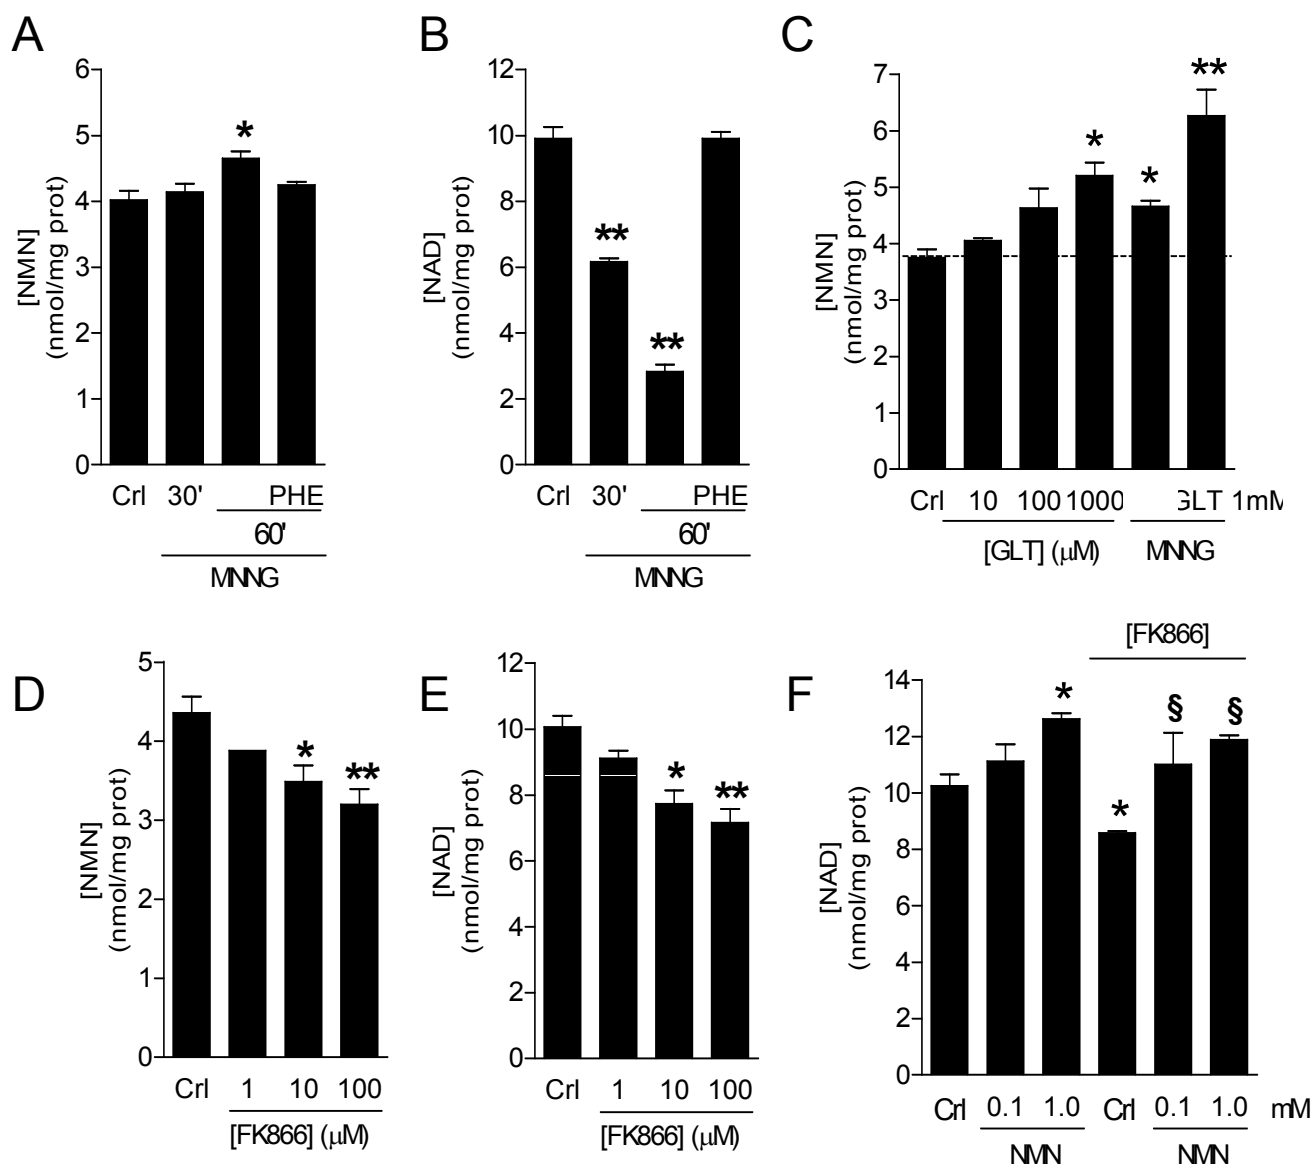 A
[NMN]
(nmol/mg prot)
6
5
4
3
2
1
0
*
Crl 30' PHE
60'
MNNG
B
[NAD]
(nmol/mg prot)
12
10
8
6
4
2
0
**
**
Crl 30' PHE
60'
MNNG
C
[NMN]
(nmol/mg prot)
7
6
5
4
3
2
1
0
*
*
**
Crl 10 100 1000 GLT 1mM
[GLT] (μM) MNNG
D
[NMN]
(nmol/mg prot)
5
4
3
2
1
0
*
**
Crl 1 10 100
[FK866] (μM)
E
[NAD]
(nmol/mg prot)
12
10
8
6
4
2
0
*
**
Crl 1 10 100
[FK866] (μM)
F
[FK866]
[NAD]
(nmol/mg prot)
14
12
10
8
6
4
2
0
*
*
§
§
Crl 0.1 1.0 Crl 0.1 1.0 mM
NMN NMN